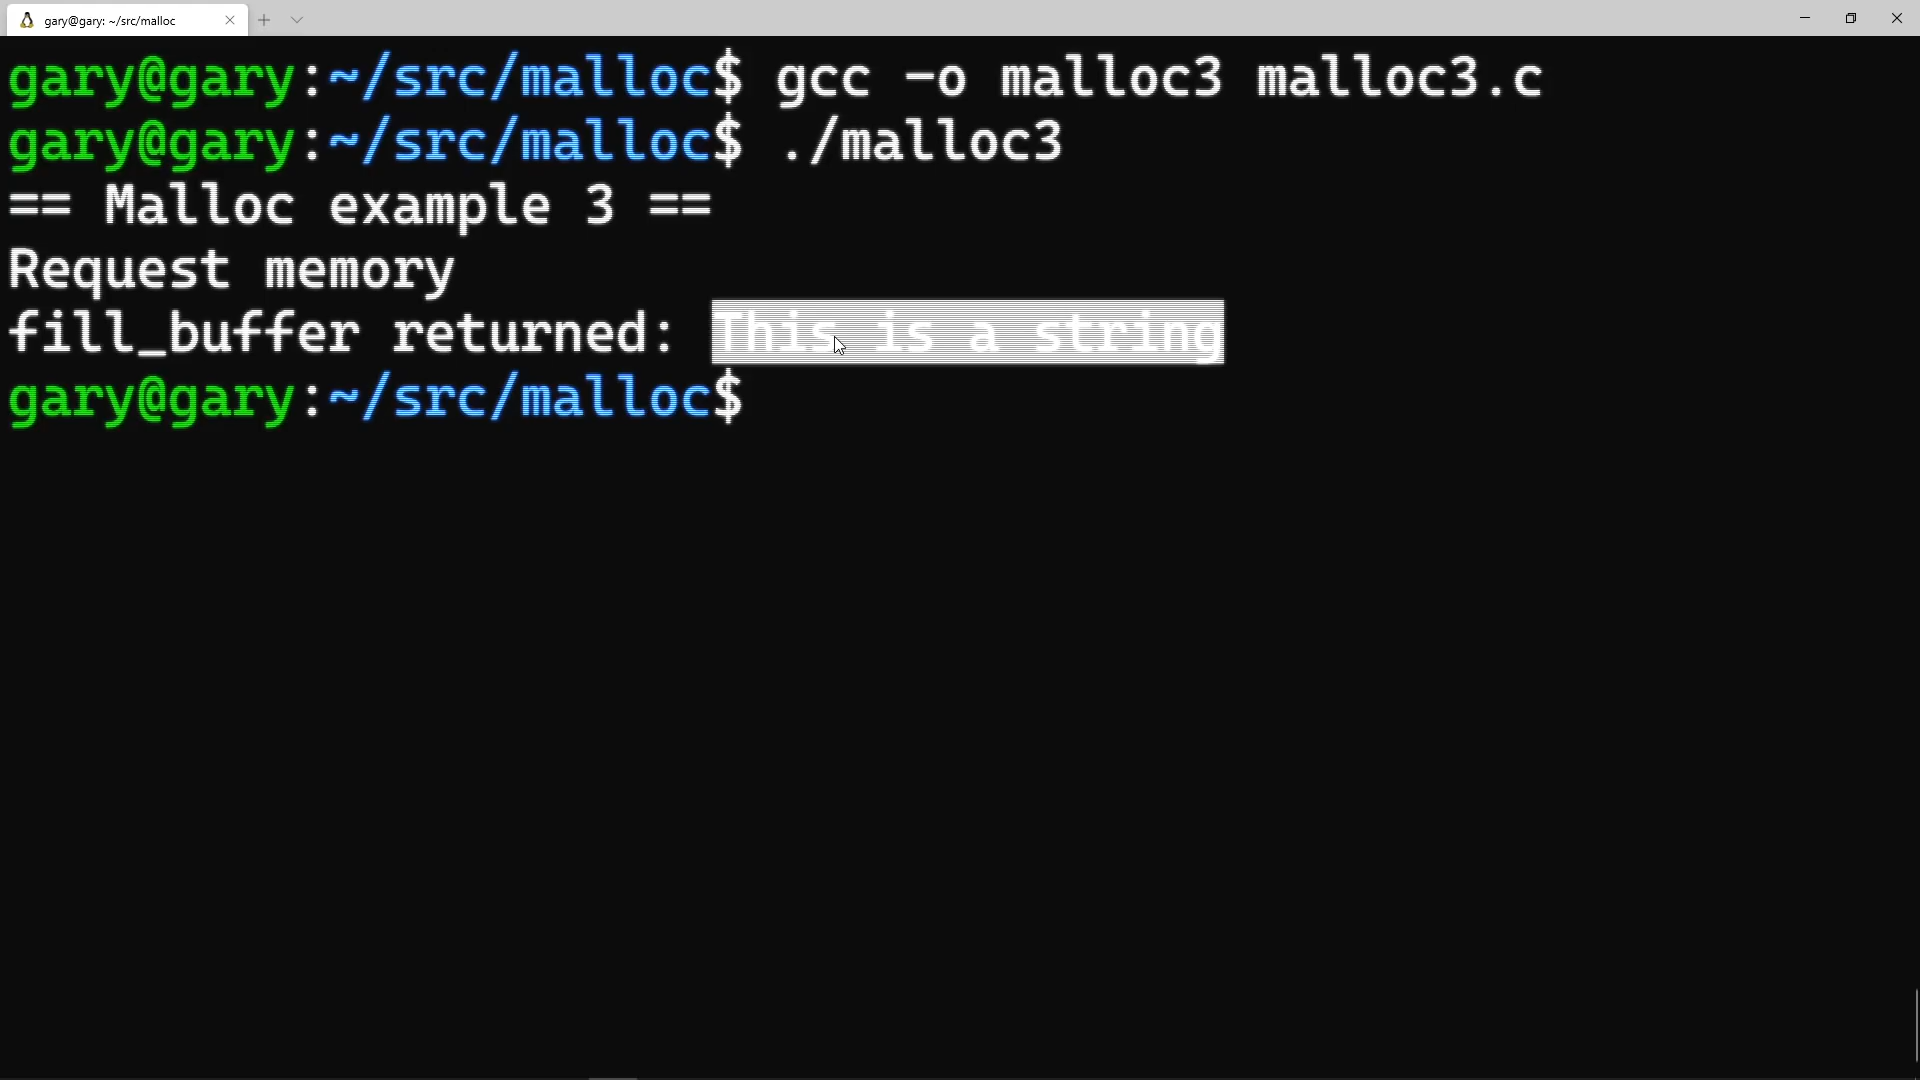 gary@gary: ~/src/malloc
gary@gary:~/src/malloc$ gcc -o malloc3 malloc3.c
gary@gary:~/src/malloc$ ./malloc3
== Malloc example 3 ==
Request memory
fill_buffer returned: This is a string
gary@gary:~/src/malloc$